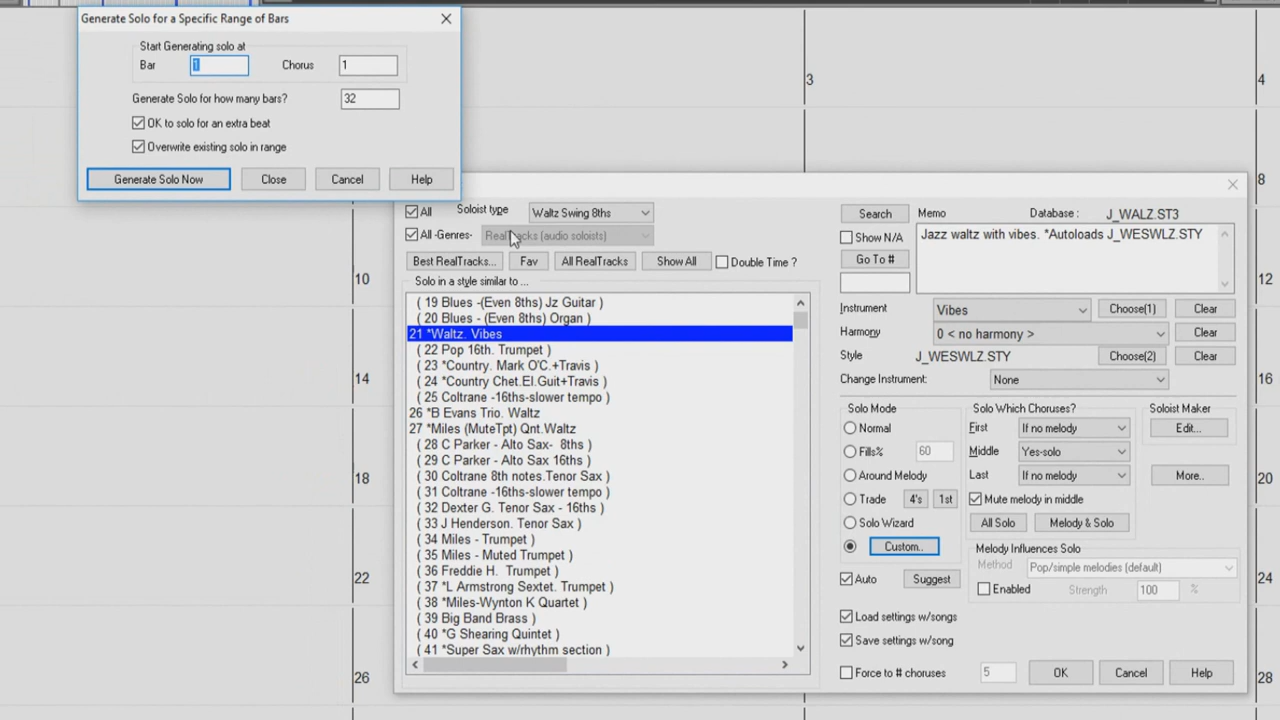 Generate Solo for a Specific Range of Bars
Start Generating solo at
Bar 1 Chorus 1
Generate Solo for how many bars? 32
OK to solo for an extra beat
Overwrite existing solo in range
Generate Solo Now Close Cancel Help
3
4
8
10
12
14
16
18
20
22
24
26
28
All Soloist type Waltz Swing 8ths
All -Genres- RealTracks (audio soloists)
Best RealTracks... Fav All RealTracks Show All Double Time ?
Solo in a style similar to ...
( 19 Blues -(Even 8ths) Jz Guitar )
( 20 Blues - (Even 8ths) Organ )
21 *Waltz. Vibes
( 22 Pop 16th. Trumpet )
( 23 *Country. Mark O'C.+Travis )
( 24 *Country Chet.El.Guit+Travis )
( 25 Coltrane -16ths-slower tempo )
26 *B Evans Trio. Waltz
27 *Miles (MuteTpt) Qnt.Waltz
( 28 C Parker - Alto Sax- 8ths )
( 29 C Parker - Alto Sax 16ths )
( 30 Coltrane 8th notes.Tenor Sax )
( 31 Coltrane -16ths-slower tempo )
( 32 Dexter G. Tenor Sax - 16ths )
( 33 J Henderson. Tenor Sax )
( 34 Miles - Trumpet )
( 35 Miles - Muted Trumpet )
( 36 Freddie H. Trumpet )
( 37 *L Armstrong Sextet. Trumpet )
( 38 *Miles-Wynton K Quartet )
( 39 Big Band Brass )
( 40 *G Shearing Quintet )
( 41 *Super Sax w/rhythm section )
Search Memo Database : J_WALZ.ST3
Show N/A
Go To #
Jazz waltz with vibes. *Autoloads J_WESWLZ.STY
Instrument Vibes Choose(1) Clear
Harmony 0 < no harmony > Clear
Style J_WESWLZ.STY Choose(2) Clear
Change Instrument: None
Solo Mode
Normal
Fills% 60
Around Melody
Trade 4's 1st
Solo Wizard
Custom..
Auto Suggest
Solo Which Choruses?
First If no melody
Middle Yes-solo
Last If no melody
Mute melody in middle
All Solo Melody & Solo
Soloist Maker
Edit...
More..
Melody Influences Solo
Method Pop/simple melodies (default)
Enabled Strength 100 %
Load settings w/songs
Save settings w/song
Force to # choruses 5 OK Cancel Help